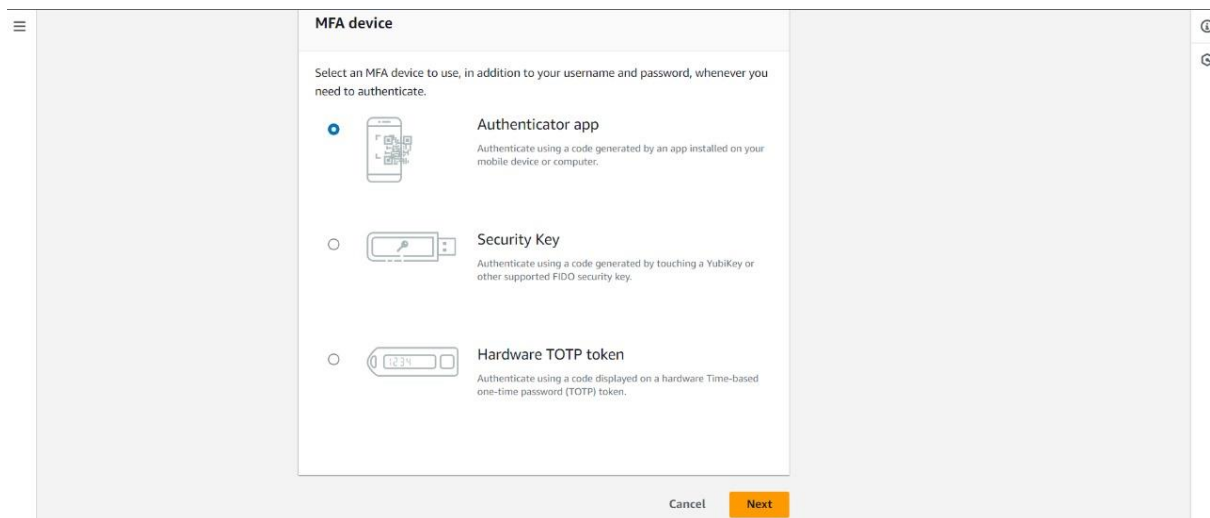 MFA device
Select an MFA device to use, in addition to your username and password, whenever you
need to authenticate.
Authenticator app
Authenticate using a code generated by an app installed on your
mobile device or computer.
Security Key
Authenticate using a code generated by touching a YubiKey or
other supported FIDO security key.
1234
Hardware TOTP token
Authenticate using a code displayed on a hardware Time-based
one-time password (TOTP) token.
Cancel
Next